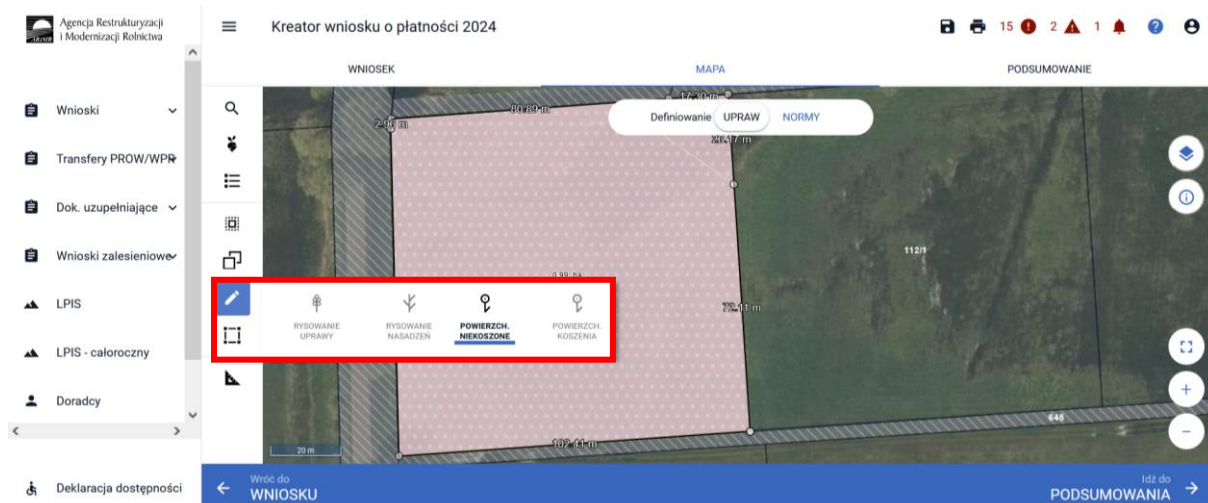 Agencja Restrukturyzacji
i Modernizacji Rolnictwa
ARiMR
Kreator wniosku o płatności 2024
15
2
1
WNIOSEK
MAPA
PODSUMOWANIE
Wnioski
Transfery PROW/WPR
Dok. uzupełniające
Wnioski zalesieniowe
LPIS
LPIS - całoroczny
Doradcy
Deklaracja dostępności
Definiowanie UPRAW NORMY
17.30 m
80.89 m
2.96 m
112/1
72.11 m
RYSOWANIE
UPRAWY
RYSOWANIE
NASADZEŃ
POWIERZCH.
NIEKOSZONE
POWIERZCH.
KOSZENIA
102.41 m
645
20 m
Wróć do
WNIOSKU
Idź do
PODSUMOWANIA